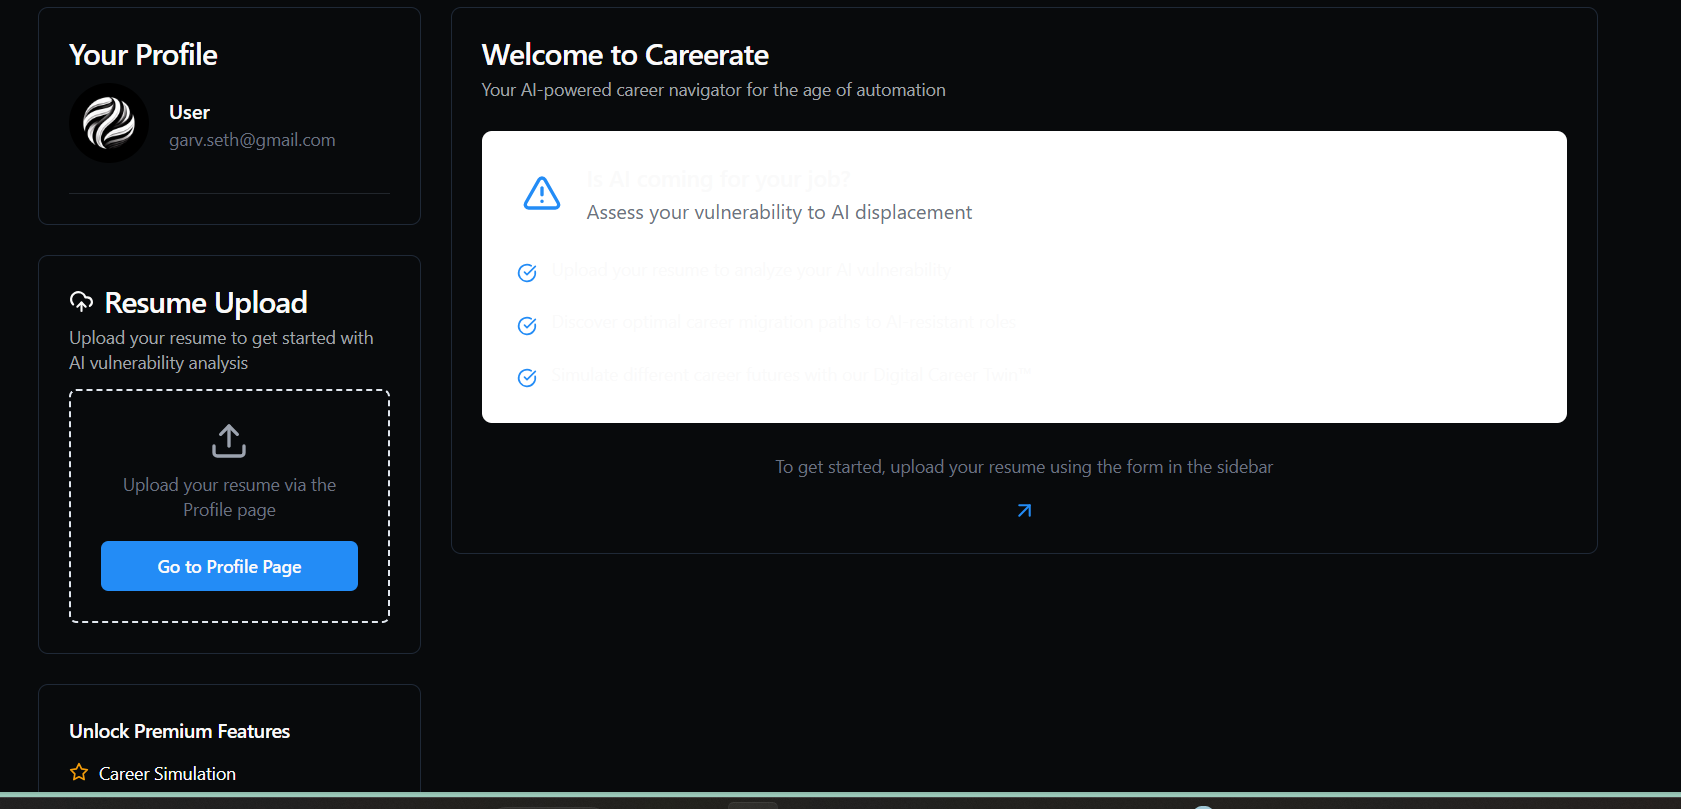 Your Profile
User
garv.seth@gmail.com
Resume Upload
Upload your resume to get started with
AI vulnerability analysis
Upload your resume via the
Profile page
Go to Profile Page
Unlock Premium Features
Career Simulation
Welcome to Careerate
Your AI-powered career navigator for the age of automation
Is AI coming for your job?
Assess your vulnerability to AI displacement
Upload your resume to analyze your AI vulnerability
Discover optimal career migration paths to AI-resistant roles
Simulate different career futures with our Digital Career Twin™
To get started, upload your resume using the form in the sidebar